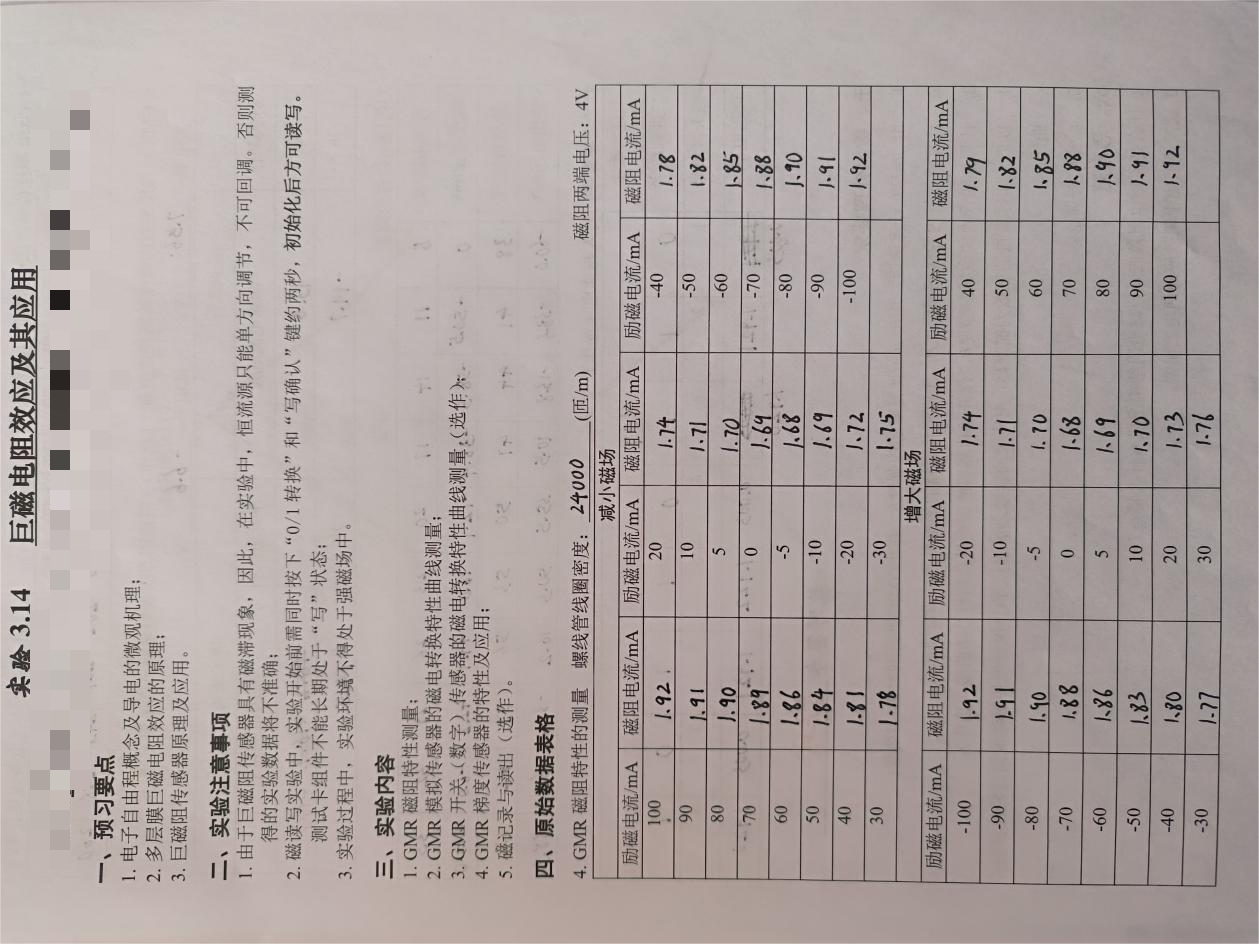 实验 3.14 巨磁电阻效应及其应用
一、预习要点
1. 电子自由程概念及导电的微观机理；
2. 多层膜巨磁电阻效应的原理；
3. 巨磁阻传感器原理及应用。
二、实验注意事项
1. 由于巨磁阻传感器具有磁滞现象，因此，在实验中，恒流源只能单方向调节，不可回调。否则测
得的实验数据将不准确；
2. 磁读写实验中，实验开始前需同时按下“0/1 转换”和“写确认”键约两秒，初始化后方可读写。
测试卡组件不能长期处于“写”状态；
3. 实验过程中，实验环境不得处于强磁场中。
三、实验内容
1. GMR 磁阻特性测量；
2. GMR 模拟传感器的磁电转换特性曲线测量；
3. GMR 开关（数字）传感器的磁电转换特性曲线测量（选作）；
4. GMR 梯度传感器的特性及应用；
5. 磁记录与读出（选作）。
四、原始数据表格
4. GMR 磁阻特性的测量 螺线管线圈密度： 24000 (匝/m) 磁阻两端电压：4V
减小磁场
励磁电流/mA 磁阻电流/mA 励磁电流/mA 磁阻电流/mA 励磁电流/mA 磁阻电流/mA
100 1.92 20 1.74 -40 1.78
90 1.91 10 1.71 -50 1.82
80 1.90 5 1.70 -60 1.85
70 1.89 0 1.69 -70 1.88
60 1.86 -5 1.68 -80 1.90
50 1.84 -10 1.69 -90 1.91
40 1.81 -20 1.72 -100 1.92
30 1.78 -30 1.75
增大磁场
励磁电流/mA 磁阻电流/mA 励磁电流/mA 磁阻电流/mA 励磁电流/mA 磁阻电流/mA
-100 1.92 -20 1.74 40 1.79
-90 1.91 -10 1.71 50 1.82
-80 1.90 -5 1.70 60 1.85
-70 1.88 0 1.68 70 1.88
-60 1.86 5 1.69 80 1.90
-50 1.83 10 1.70 90 1.91
-40 1.80 20 1.73 100 1.92
-30 1.77 30 1.76